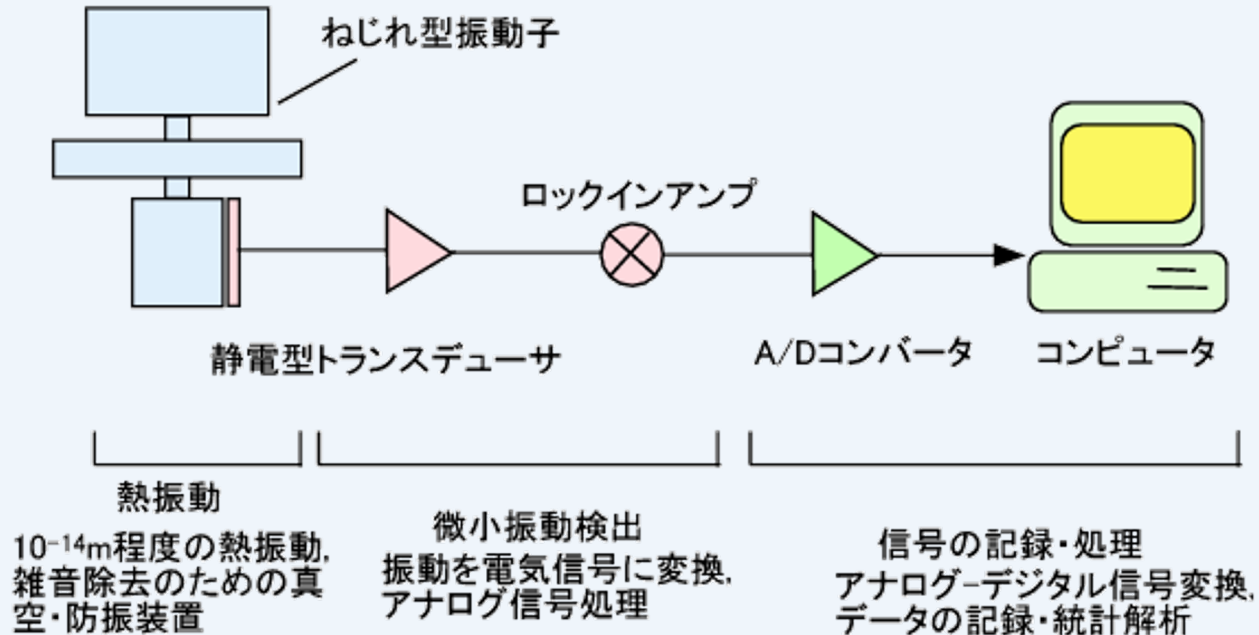 ねじれ型振動子
ロックインアンプ
静電型トランスデューサ
A/Dコンバータ
コンピュータ
熱振動
10⁻¹⁴m程度の熱振動,
雑音除去のための真
空・防振装置
微小振動検出
振動を電気信号に変換,
アナログ信号処理
信号の記録・処理
アナログ-デジタル信号変換,
データの記録・統計解析